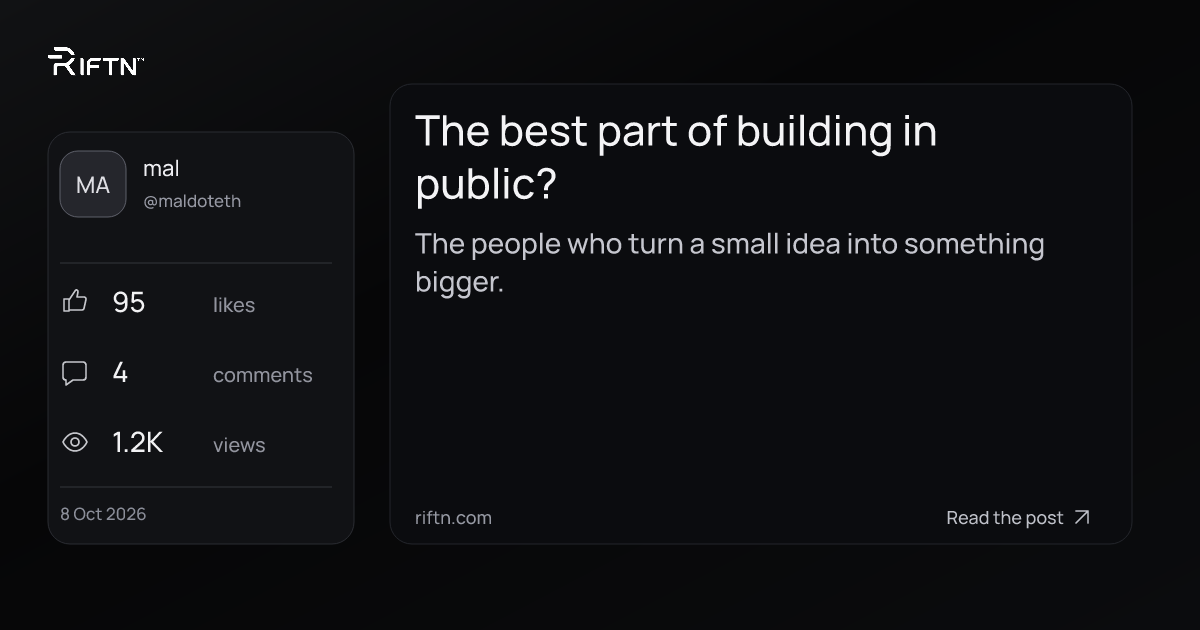 RIFTN™
MA
mal
@maldoteth
95 likes
4 comments
1.2K views
8 Oct 2026
The best part of building in
public?
The people who turn a small idea into something
bigger.
riftn.com
Read the post